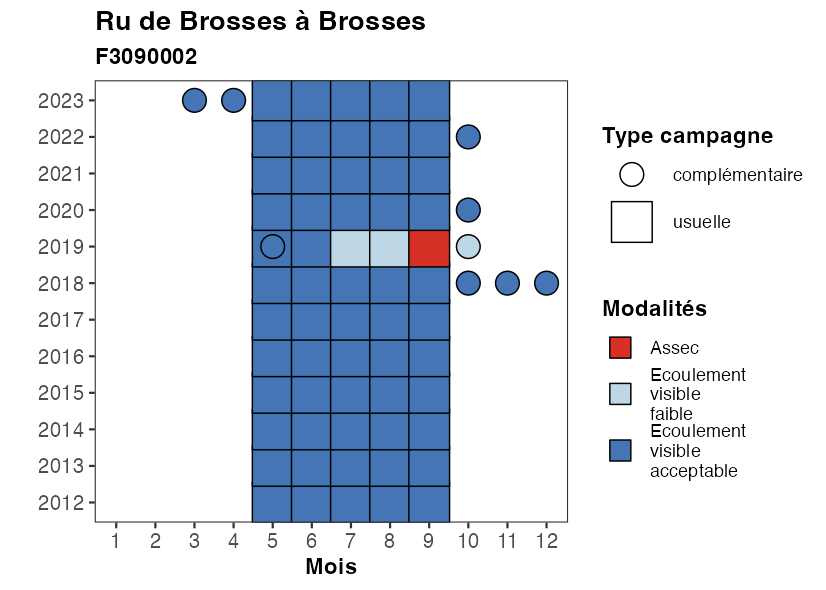 Ru de Brosses à Brosses
F3090002
2023
2022
2021
2020
2019
2018
2017
2016
2015
2014
2013
2012
1 2 3 4 5 6 7 8 9 10 11 12
Mois
Type campagne
complémentaire
usuelle
Modalités
Assec
Ecoulement
visible
faible
Ecoulement
visible
acceptable